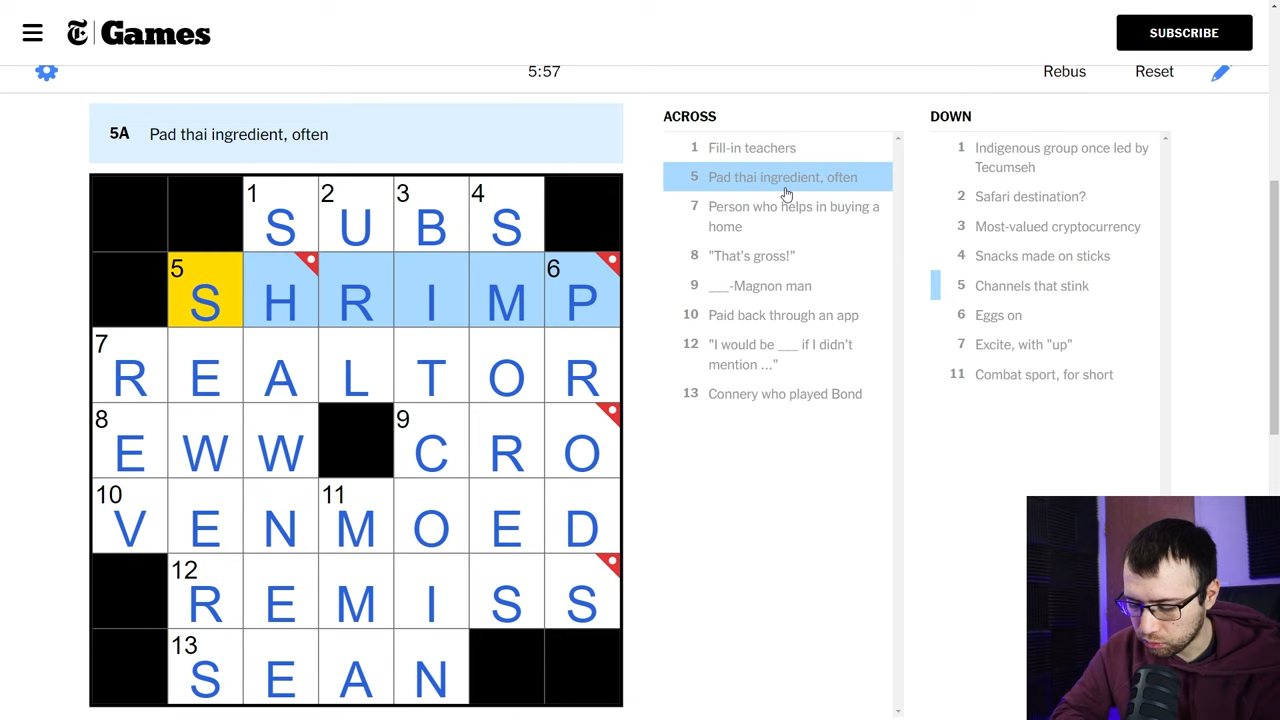 Games
SUBSCRIBE
5:57
Rebus
Reset
5A Pad thai ingredient, often
1 2 3 4
S U B S
5 6
S H R I M P
7
R E A L T O R
8 9
E W W C R O
10 11
V E N M O E D
12
R E M I S S
13
S E A N
ACROSS
1 Fill-in teachers
5 Pad thai ingredient, often
7 Person who helps in buying a
home
8 "That's gross!"
9 ___-Magnon man
10 Paid back through an app
12 "I would be ___ if I didn't
mention ..."
13 Connery who played Bond
DOWN
1 Indigenous group once led by
Tecumseh
2 Safari destination?
3 Most-valued cryptocurrency
4 Snacks made on sticks
5 Channels that stink
6 Eggs on
7 Excite, with "up"
11 Combat sport, for short